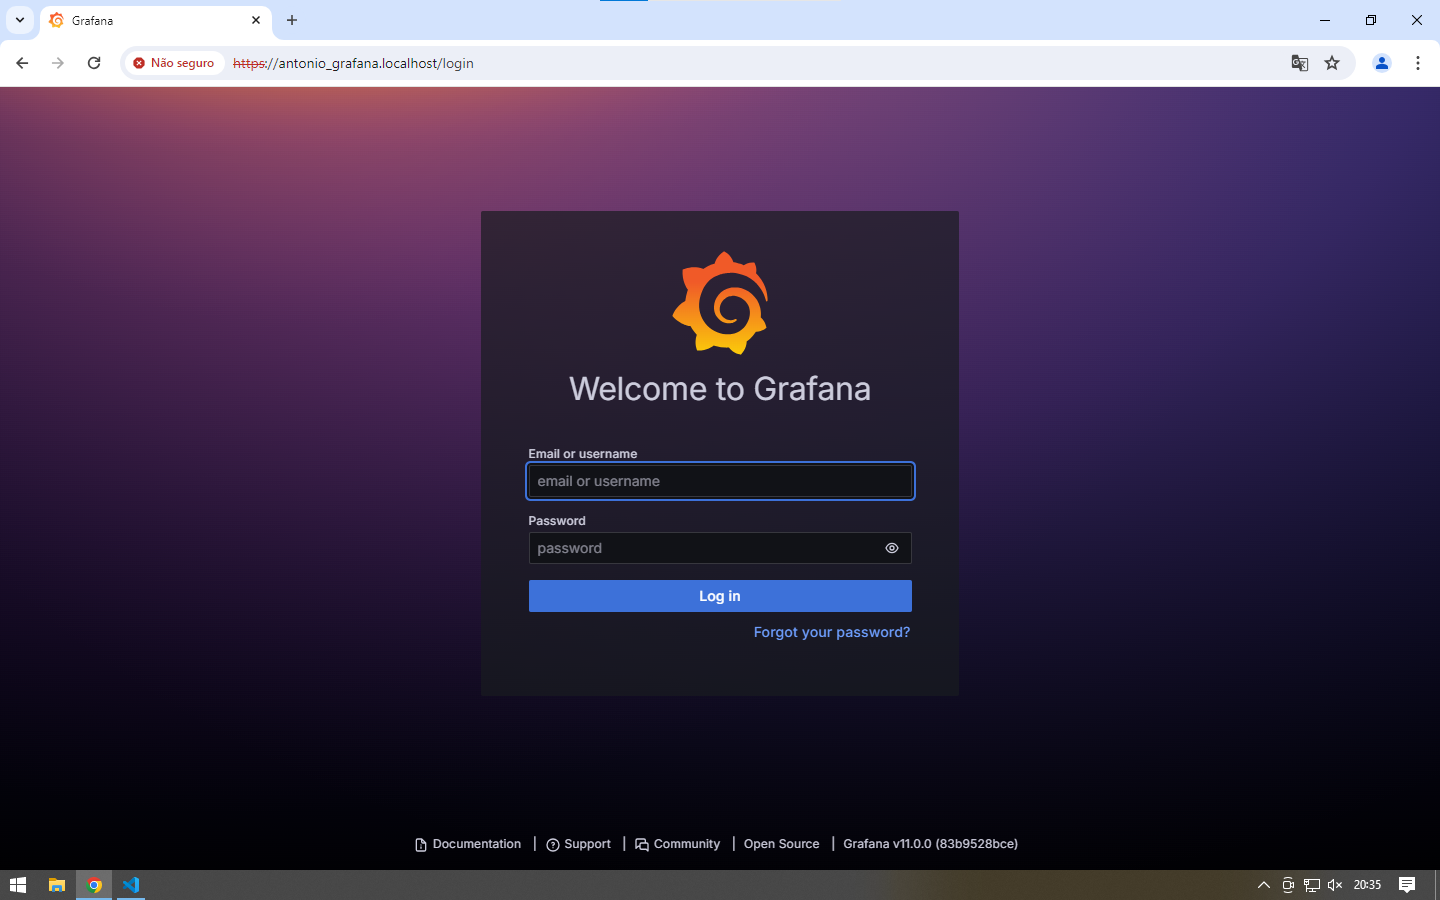 Grafana
Não seguro https://antonio_grafana.localhost/login
Welcome to Grafana
Email or username
email or username
Password
password
Log in
Forgot your password?
Documentation | Support | Community | Open Source | Grafana v11.0.0 (83b9528bce)
20:35